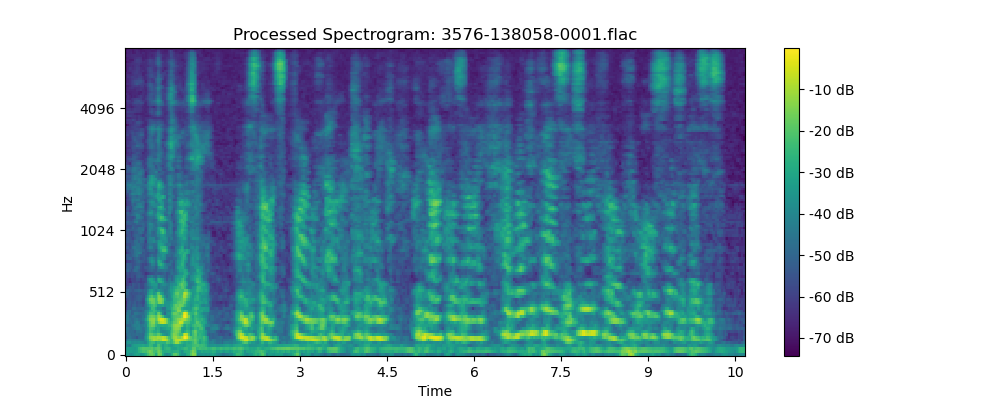 Processed Spectrogram: 3576-138058-0001.flac
4096
2048
1024
512
0
Hz
0 1.5 3 4.5 6 7.5 9 10
Time
-10 dB
-20 dB
-30 dB
-40 dB
-50 dB
-60 dB
-70 dB